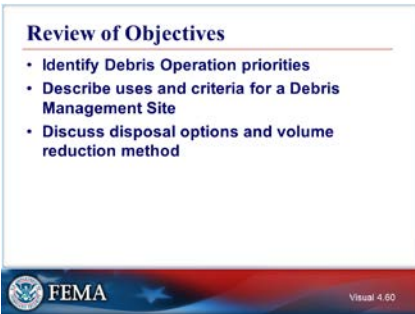 Review of Objectives
• Identify Debris Operation priorities
• Describe uses and criteria for a Debris
Management Site
• Discuss disposal options and volume
reduction method
FEMA
Visual 4.60